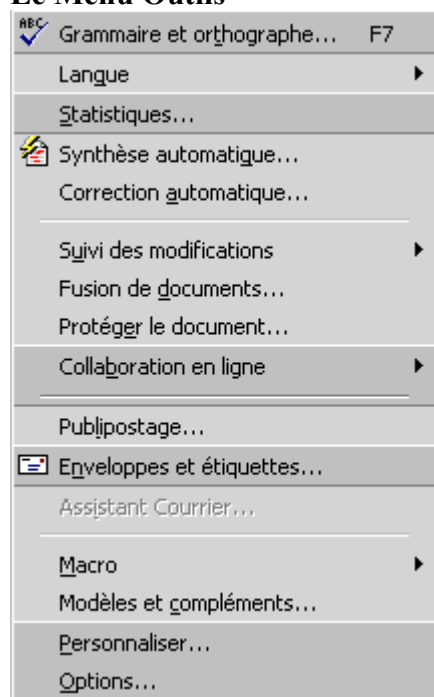 Le Menu Outils
ABC Grammaire et orthographe... F7
Langue
Statistiques...
Synthèse automatique...
Correction automatique...
Suivi des modifications
Fusion de documents...
Protéger le document...
Collaboration en ligne
Publipostage...
Enveloppes et étiquettes...
Assistant Courrier...
Macro
Modèles et compléments...
Personnaliser...
Options...